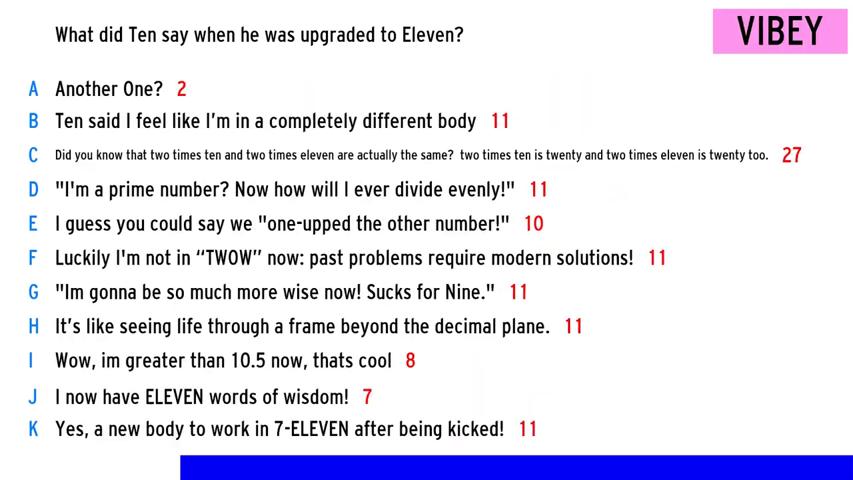 What did Ten say when he was upgraded to Eleven?
VIBEY
A Another One? 2
B Ten said I feel like I’m in a completely different body 11
C Did you know that two times ten and two times eleven are actually the same? two times ten is twenty and two times eleven is twenty too. 27
D "I'm a prime number? Now how will I ever divide evenly!" 11
E I guess you could say we "one-upped the other number!" 10
F Luckily I'm not in “TWOW” now: past problems require modern solutions! 11
G "Im gonna be so much more wise now! Sucks for Nine." 11
H It’s like seeing life through a frame beyond the decimal plane. 11
I Wow, im greater than 10.5 now, thats cool 8
J I now have ELEVEN words of wisdom! 7
K Yes, a new body to work in 7-ELEVEN after being kicked! 11